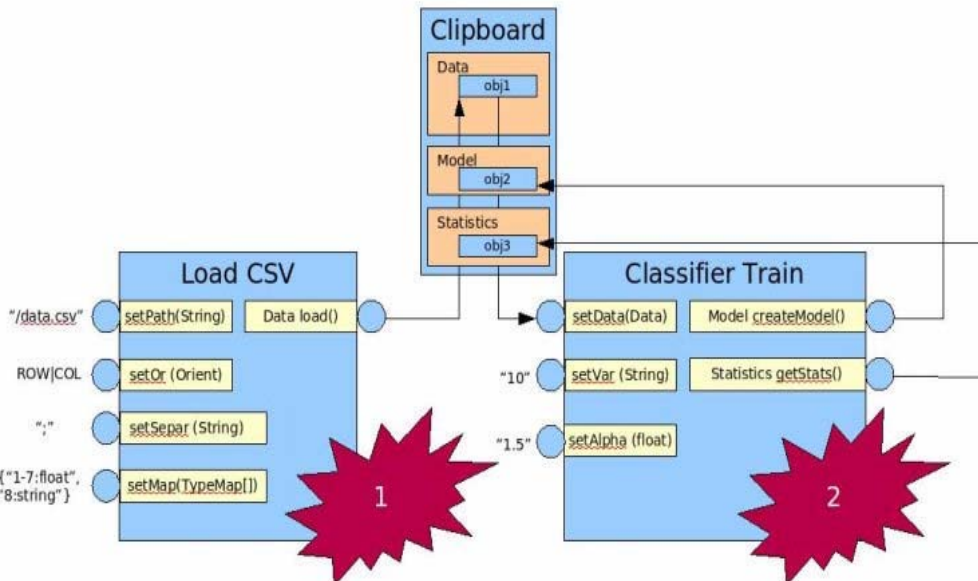 Clipboard
Data
obj1
Model
obj2
Statistics
obj3
Load CSV
"/data.csv"
setPath(String)
Data load()
ROW|COL
setOr (Orient)
";"
setSepar (String)
{"1-7:float",
"8:string"}
setMap(TypeMap[])
1
Classifier Train
setData(Data)
Model createModel()
"10"
setVar (String)
Statistics getStats()
"1.5"
setAlpha (float)
2